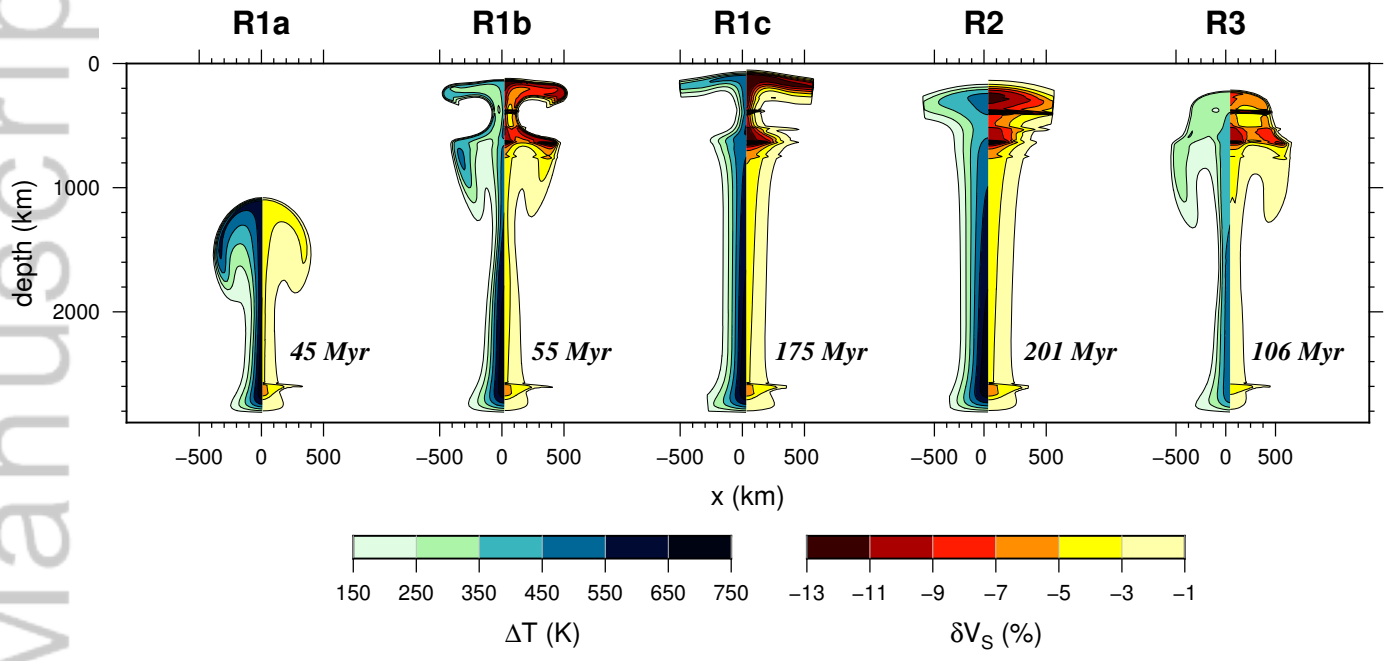 R1a R1b R1c R2 R3
0
1000
2000
depth (km)
45 Myr 55 Myr 175 Myr 201 Myr 106 Myr
−500 0 500 −500 0 500 −500 0 500 −500 0 500 −500 0 500
x (km)
150 250 350 450 550 650 750 −13 −11 −9 −7 −5 −3 −1
ΔT (K) δV_S (%)
Manuscrip